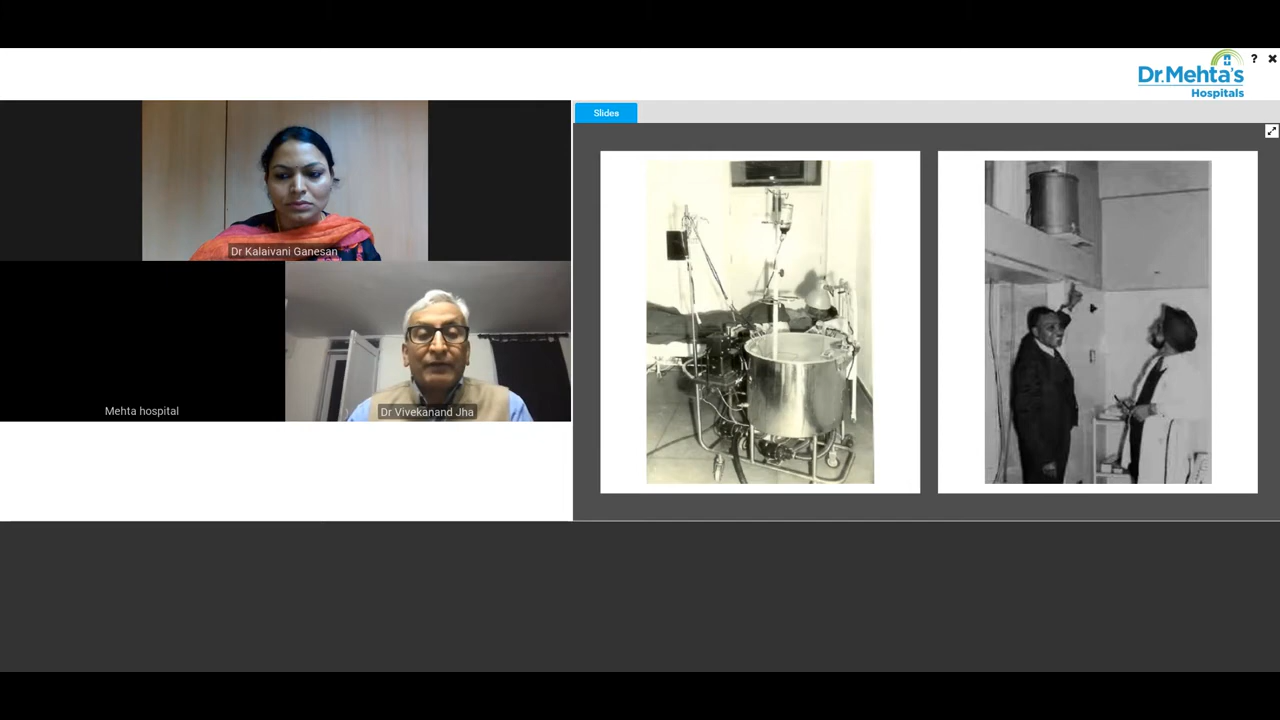 Dr.Mehta's
Hospitals
? ✖
Slides
Dr Kalaivani Ganesan
Mehta hospital
Dr Vivekanand Jha